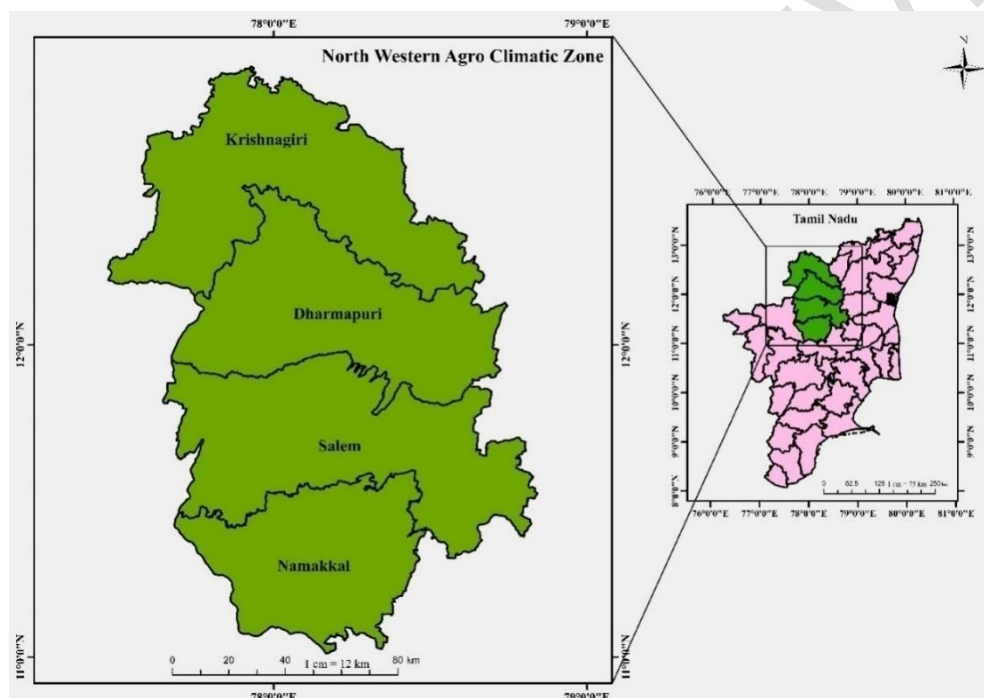 78°0'0"E
79°0'0"E
North Western Agro Climatic Zone
Krishnagiri
Dharmapuri
Salem
Namakkal
12°0'0"N
11°0'0"N
12°0'0"N
11°0'0"N
0 20 40 1 cm = 12 km 80 km
78°0'0"E
79°0'0"E
76°0'0"E 77°0'0"E 78°0'0"E 79°0'0"E 80°0'0"E 81°0'0"E
Tamil Nadu
13°0'0"N
12°0'0"N
11°0'0"N
10°0'0"N
9°0'0"N
8°0'0"N
13°0'0"N
12°0'0"N
11°0'0"N
10°0'0"N
9°0'0"N
0 62.5 125 1 cm = 75 km 250
76°0'0"E 77°0'0"E 78°0'0"E 79°0'0"E 80°0'0"E 81°0'0"E